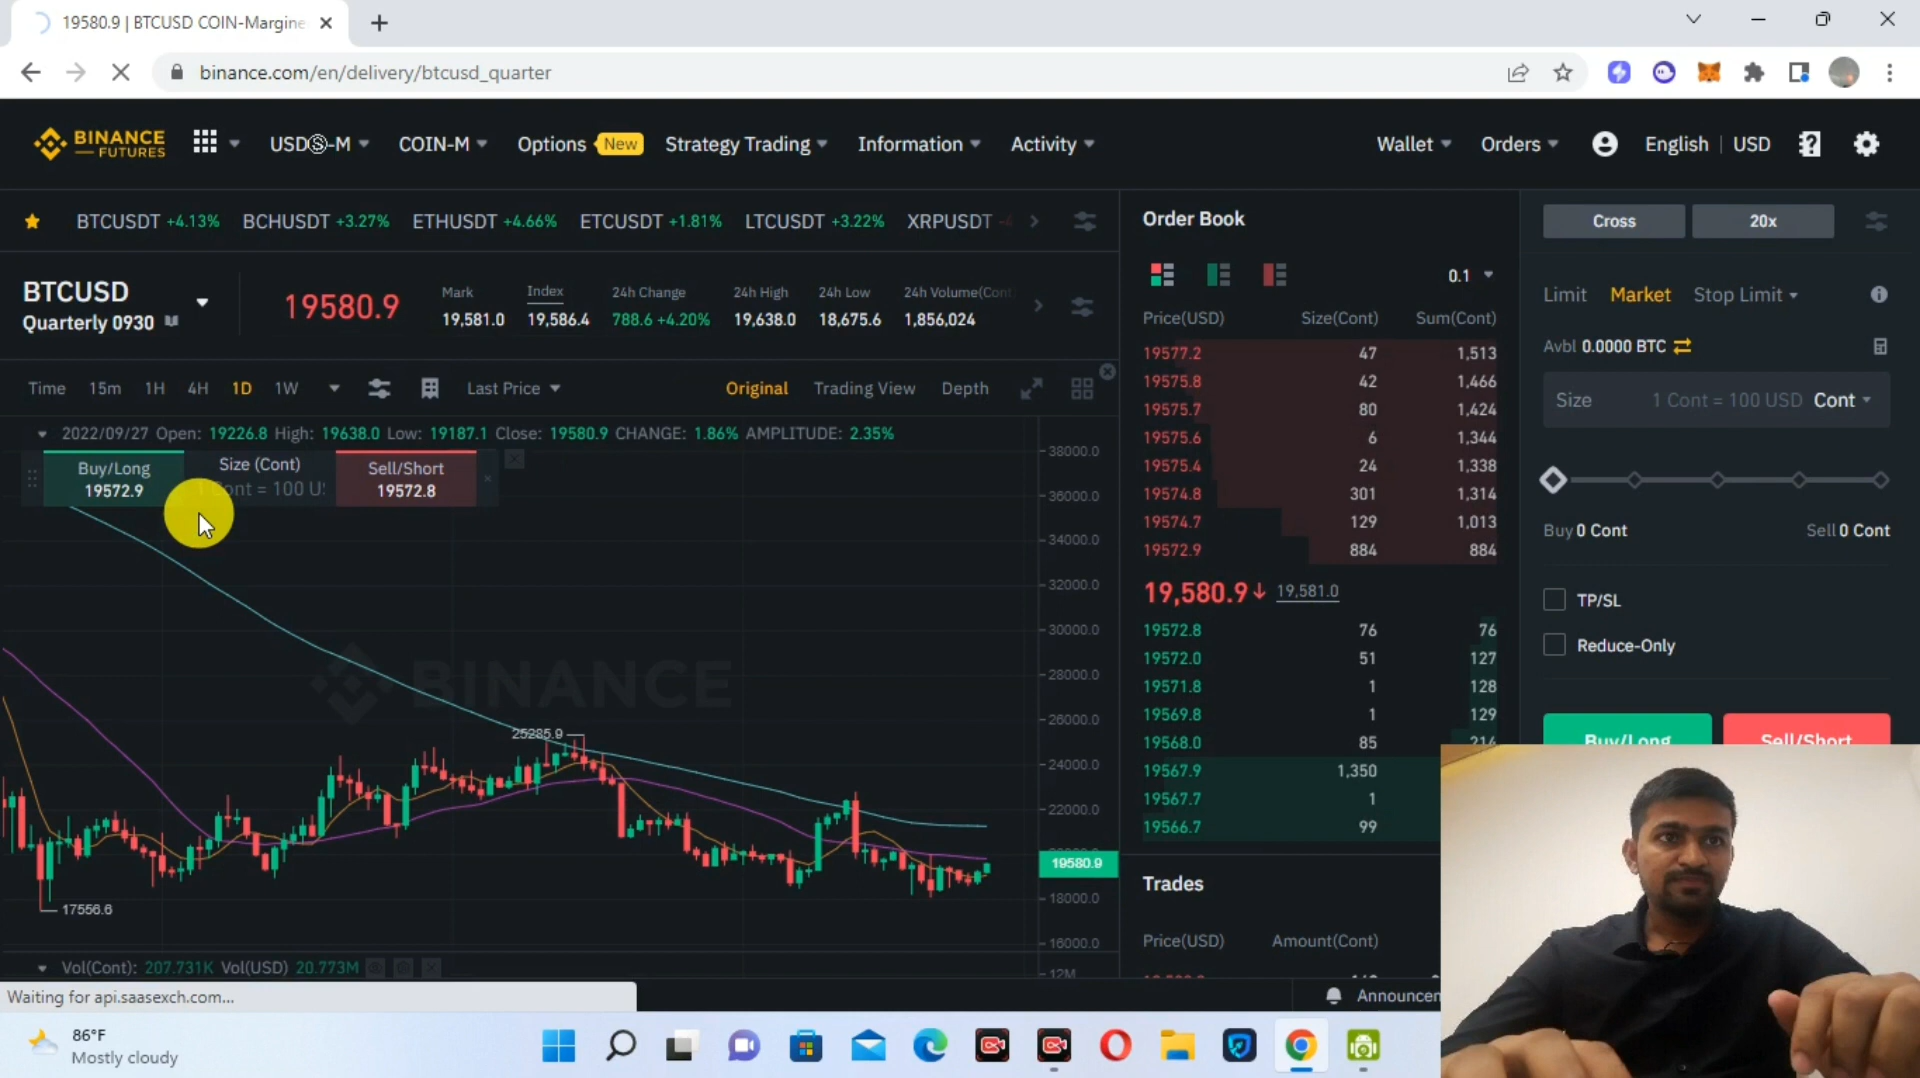 19580.9 | BTCUSD COIN-Margine
binance.com/en/delivery/btcusd_quarter
BINANCE FUTURES
USDⓈ-M COIN-M Options New Strategy Trading Information Activity Wallet Orders English | USD
BTCUSDT +4.13% BCHUSDT +3.27% ETHUSDT +4.66% ETCUSDT +1.81% LTCUSDT +3.22% XRPUSDT
BTCUSD
Quarterly 0930
19580.9
Mark
19,581.0
Index
19,586.4
24h Change
788.6 +4.20%
24h High
19,638.0
24h Low
18,675.6
24h Volume(Cont
1,856,024
Time 15m 1H 4H 1D 1W Last Price Original Trading View Depth
2022/09/27 Open: 19226.8 High: 19638.0 Low: 19187.1 Close: 19580.9 CHANGE: 1.86% AMPLITUDE: 2.35%
Buy/Long
19572.9
Size (Cont)
Cont = 100 U
Sell/Short
19572.8
38000.0
36000.0
34000.0
32000.0
30000.0
28000.0
26000.0
24000.0
22000.0
19580.9
18000.0
16000.0
12M
BINANCE
25285.9
17556.6
Vol(Cont): 207.731K Vol(USD) 20.773M
Waiting for api.saasexch.com...
Order Book
0.1
Price(USD) Size(Cont) Sum(Cont)
19577.2 47 1,513
19575.8 42 1,466
19575.7 80 1,424
19575.6 6 1,344
19575.4 24 1,338
19574.8 301 1,314
19574.7 129 1,013
19572.9 884 884
19,580.9↓ 19,581.0
19572.8 76 76
19572.0 51 127
19571.8 1 128
19569.8 1 129
19568.0 85 214
19567.9 1,350
19567.7 1
19566.7 99
Trades
Price(USD) Amount(Cont)
Announcem
Cross 20x
Limit Market Stop Limit
Avbl 0.0000 BTC
Size 1 Cont = 100 USD Cont
Buy 0 Cont Sell 0 Cont
TP/SL
Reduce-Only
Buy/Long Sell/Short
86°F
Mostly cloudy